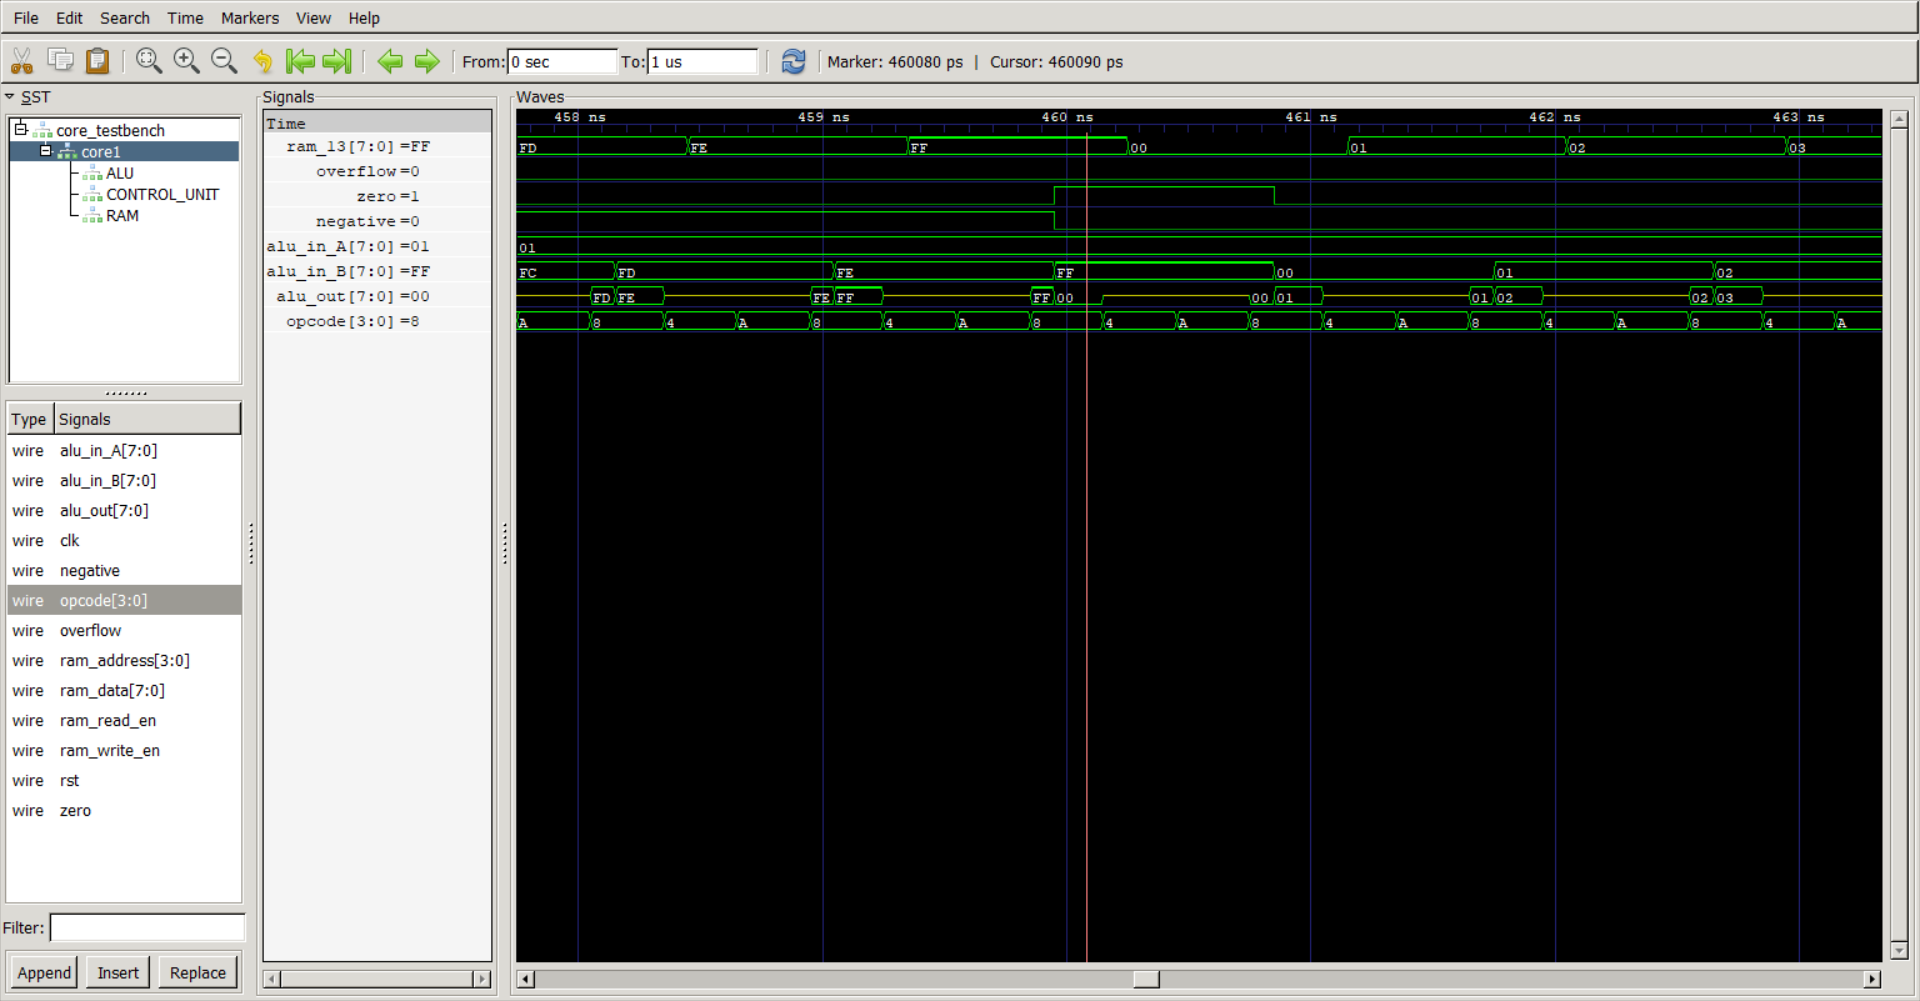 File Edit Search Time Markers View Help
From: 0 sec To: 1 us Marker: 460080 ps | Cursor: 460090 ps
SST
core_testbench
core1
ALU
CONTROL_UNIT
RAM
Type Signals
wire alu_in_A[7:0]
wire alu_in_B[7:0]
wire alu_out[7:0]
wire clk
wire negative
wire opcode[3:0]
wire overflow
wire ram_address[3:0]
wire ram_data[7:0]
wire ram_read_en
wire ram_write_en
wire rst
wire zero
Filter:
Append Insert Replace
Signals
Time
ram_13[7:0] =FF
overflow =0
zero =1
negative =0
alu_in_A[7:0] =01
alu_in_B[7:0] =FF
alu_out[7:0] =00
opcode[3:0] =8
Waves
458 ns 459 ns 460 ns 461 ns 462 ns 463 ns
FD FE FF 00 01 02 03
01
FC FD FE FF 00 01 02
FD FE FE FF FF 00 00 01 01 02 02 03
A 8 4 A 8 4 A 8 4 A 8 4 A 8 4 A 8 4 A